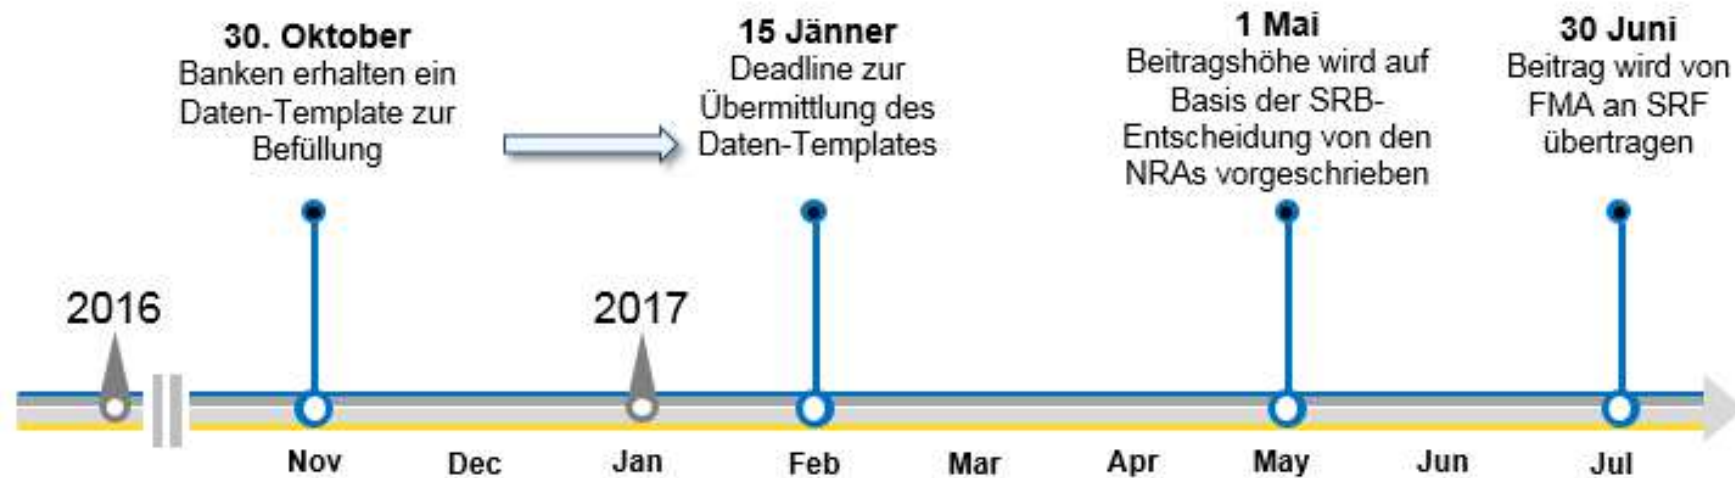 30. Oktober
Banken erhalten ein
Daten-Template zur
Befüllung
15 Jänner
Deadline zur
Übermittlung des
Daten-Templates
1 Mai
Beitragshöhe wird auf
Basis der SRB-
Entscheidung von den
NRAs vorgeschrieben
30 Juni
Beitrag wird von
FMA an SRF
übertragen
2016
2017
Nov
Dec
Jan
Feb
Mar
Apr
May
Jun
Jul